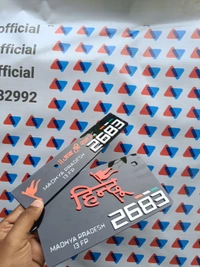 official
official
official
82992
2683
MADHYA PRADESH
13 FP
हिन्दू
2683
MADHYA PRADESH
13 FP